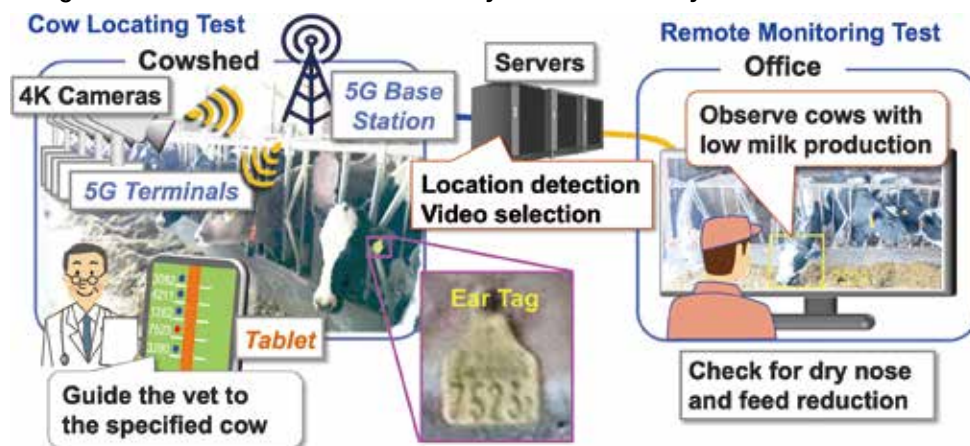 Cow Locating Test
Cowshed
4K Cameras
5G Base
Station
5G Terminals
Servers
Location detection
Video selection
Remote Monitoring Test
Office
Observe cows with
low milk production
Ear Tag
7525
Tablet
7525
Guide the vet to
the specified cow
Check for dry nose
and feed reduction